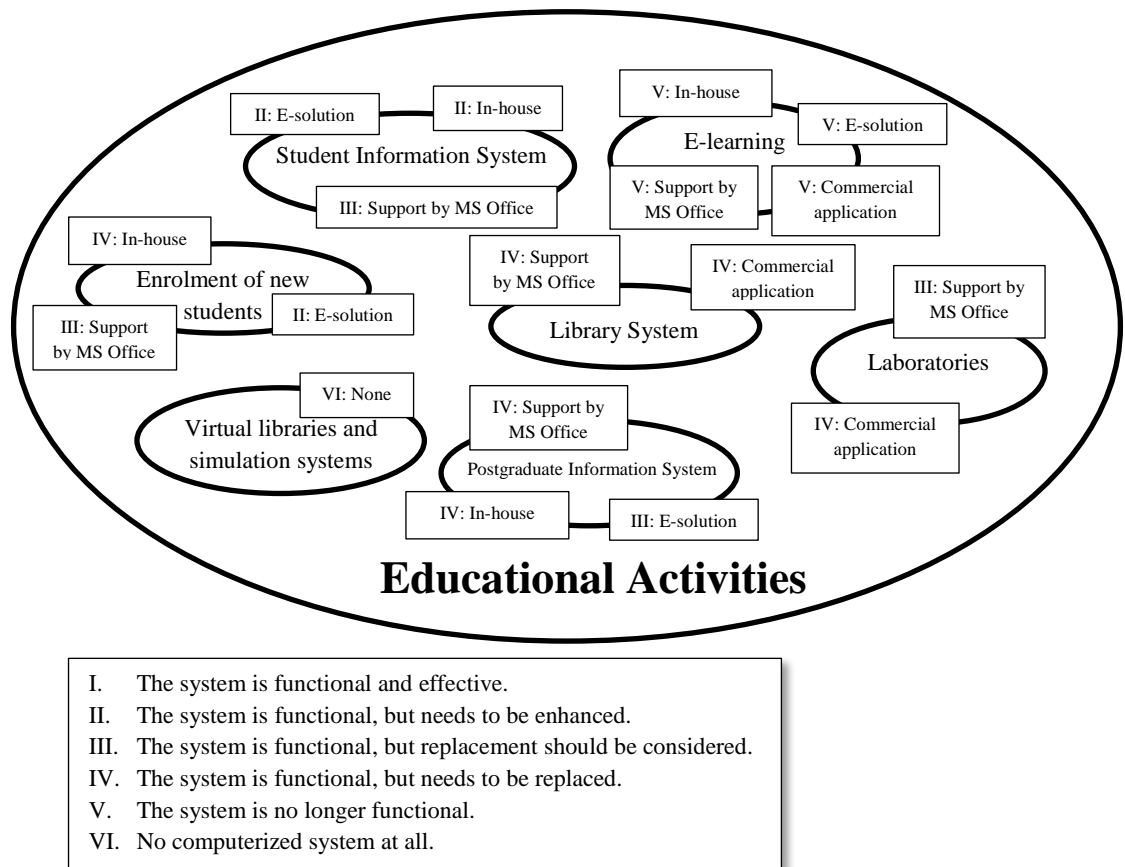 II: E-solution
II: In-house
Student Information System
III: Support by MS Office
V: In-house
E-learning
V: E-solution
V: Support by
MS Office
V: Commercial
application
IV: In-house
Enrolment of new
students
III: Support
by MS Office
II: E-solution
IV: Support by
MS Office
IV: Commercial
application
Library System
III: Support by
MS Office
Laboratories
IV: Commercial
application
VI: None
Virtual libraries and
simulation systems
IV: Support by
MS Office
Postgraduate Information System
IV: In-house
III: E-solution
Educational Activities
I. The system is functional and effective.
II. The system is functional, but needs to be enhanced.
III. The system is functional, but replacement should be considered.
IV. The system is functional, but needs to be replaced.
V. The system is no longer functional.
VI. No computerized system at all.